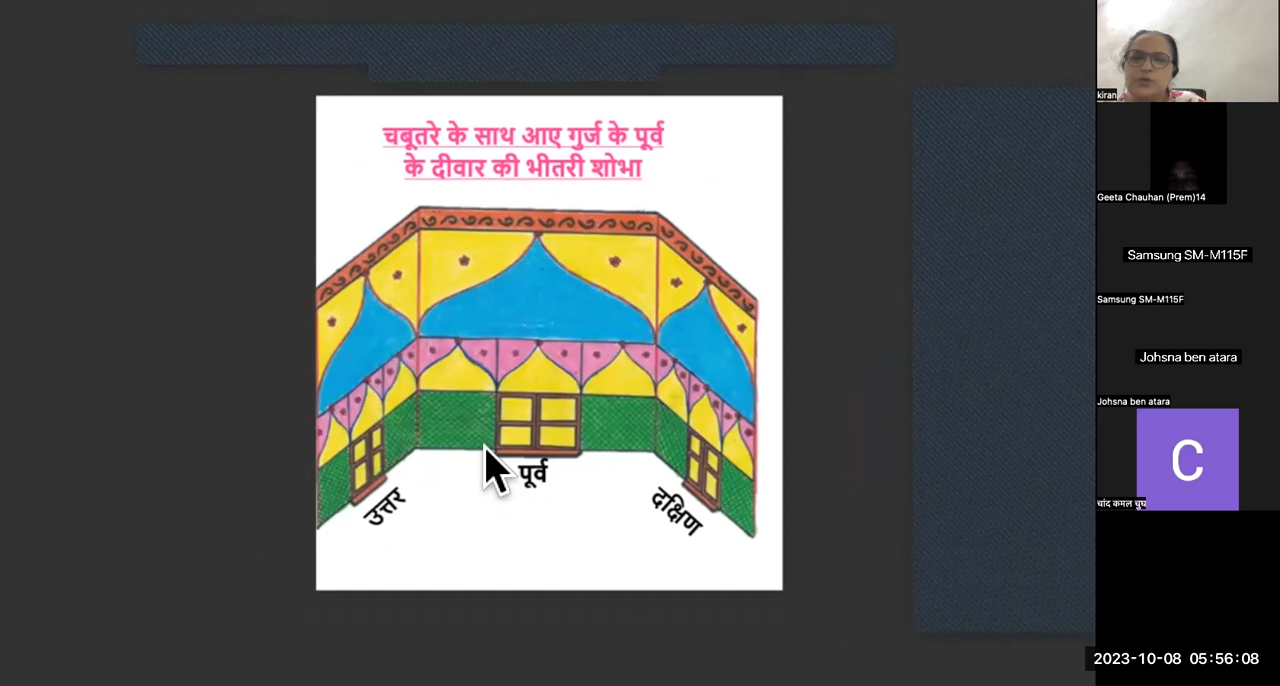 चबूतरे के साथ आए गुर्ज के पूर्व
के दीवार की भीतरी शोभा
उत्तर
पूर्व
दक्षिण
kiran
Geeta Chauhan (Prem)14
Samsung SM-M115F
Samsung SM-M115F
Johsna ben atara
Johsna ben atara
C
चांद कमल चुघ
2023-10-08 05:56:08